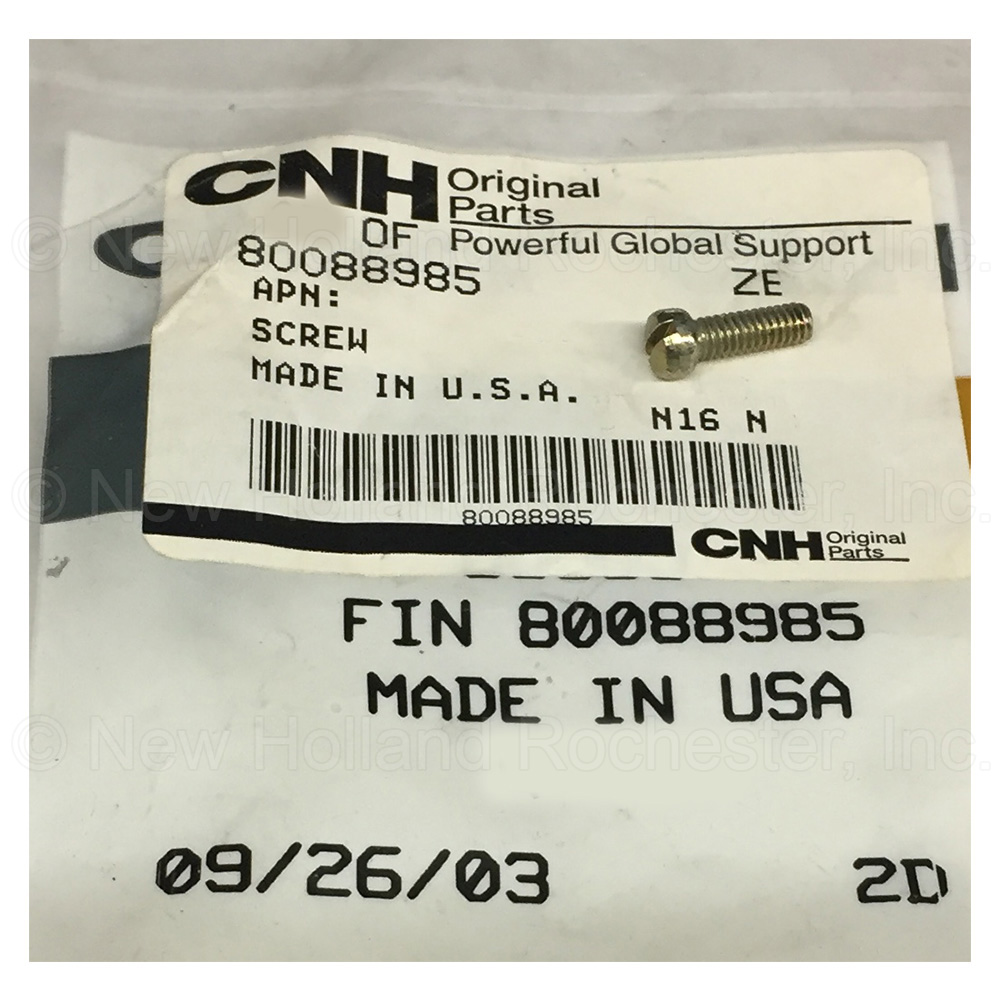 CNH Original
Parts
OF Powerful Global Support
80088985 ZE
APN:
SCREW
MADE IN U.S.A.
N16 N
80088985
CNH Original
Parts
FIN 80088985
MADE IN USA
09/26/03 2D
© New Holland Rochester, Inc.
© New Holland Rochester, Inc.
© New Holland Rochester, Inc.